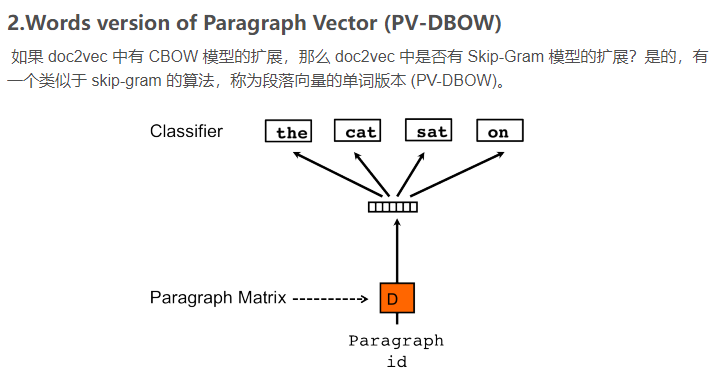 2.Words version of Paragraph Vector (PV-DBOW)
如果 doc2vec 中有 CBOW 模型的扩展，那么 doc2vec 中是否有 Skip-Gram 模型的扩展？是的，有
一个类似于 skip-gram 的算法，称为段落向量的单词版本 (PV-DBOW)。
Classifier the cat sat on
Paragraph Matrix D
Paragraph
id